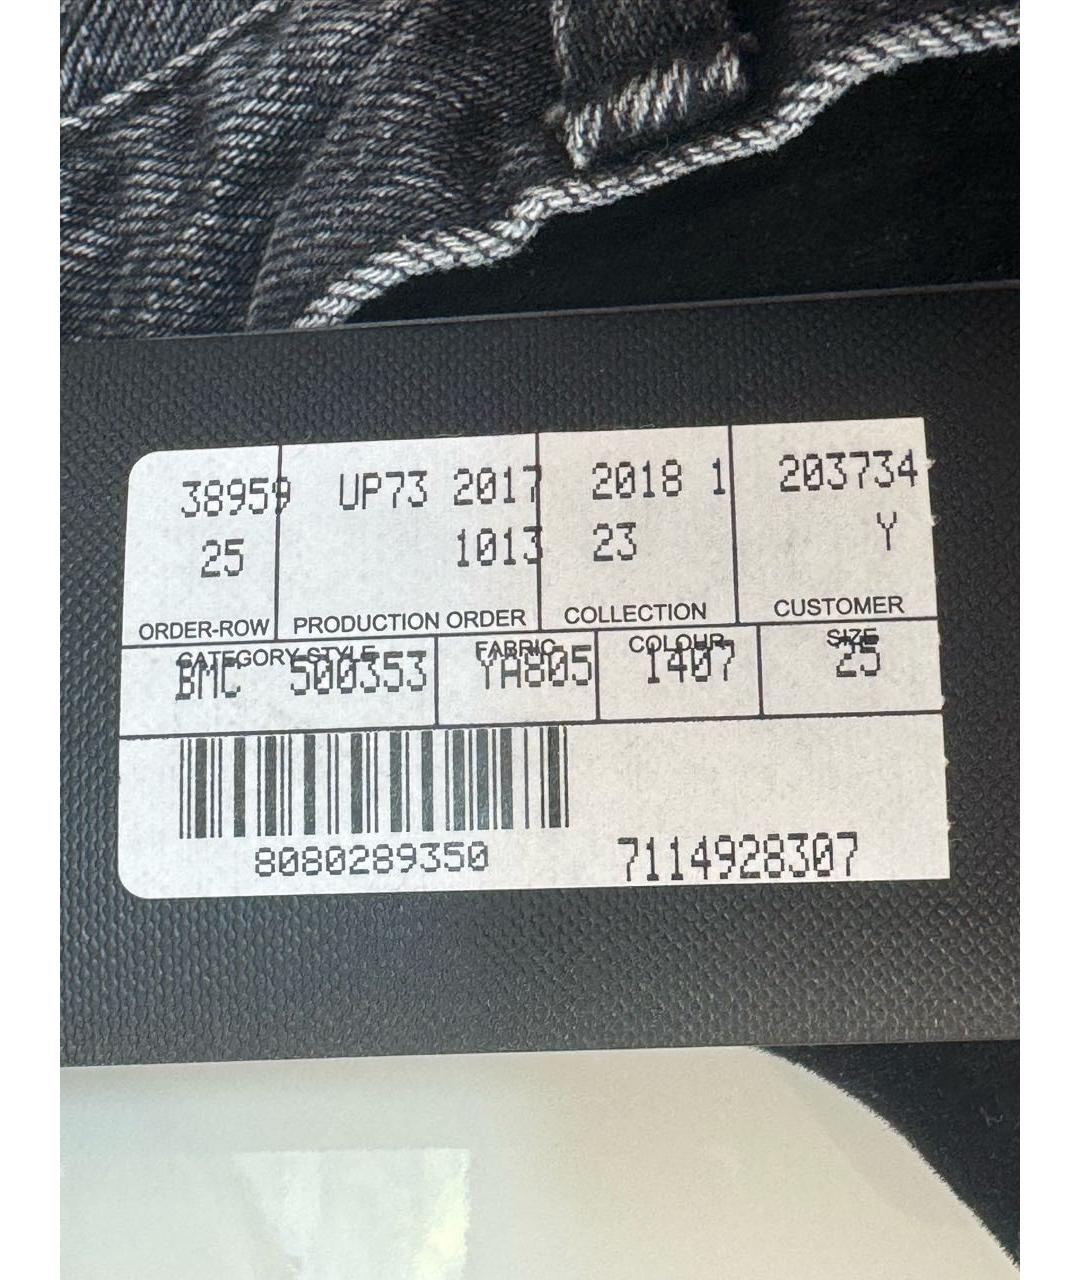 38959 UP73 2017 2018 1 203734
25 1013 23 Y
ORDER-ROW PRODUCTION ORDER COLLECTION CUSTOMER
CATEGORY STYLE FABRIC COLOUR SIZE
BMC 500353 YA805 1407 25
8080289350 7114928307